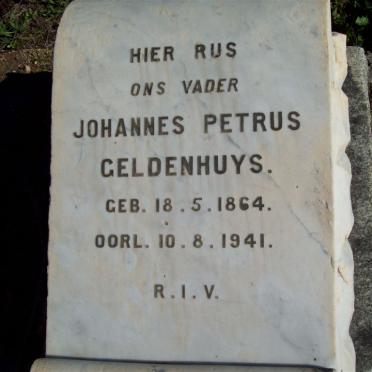 HIER RUS
ONS VADER
JOHANNES PETRUS
GELDENHUYS.
GEB. 18.5.1864.
OORL. 10.8.1941.
R.I.V.